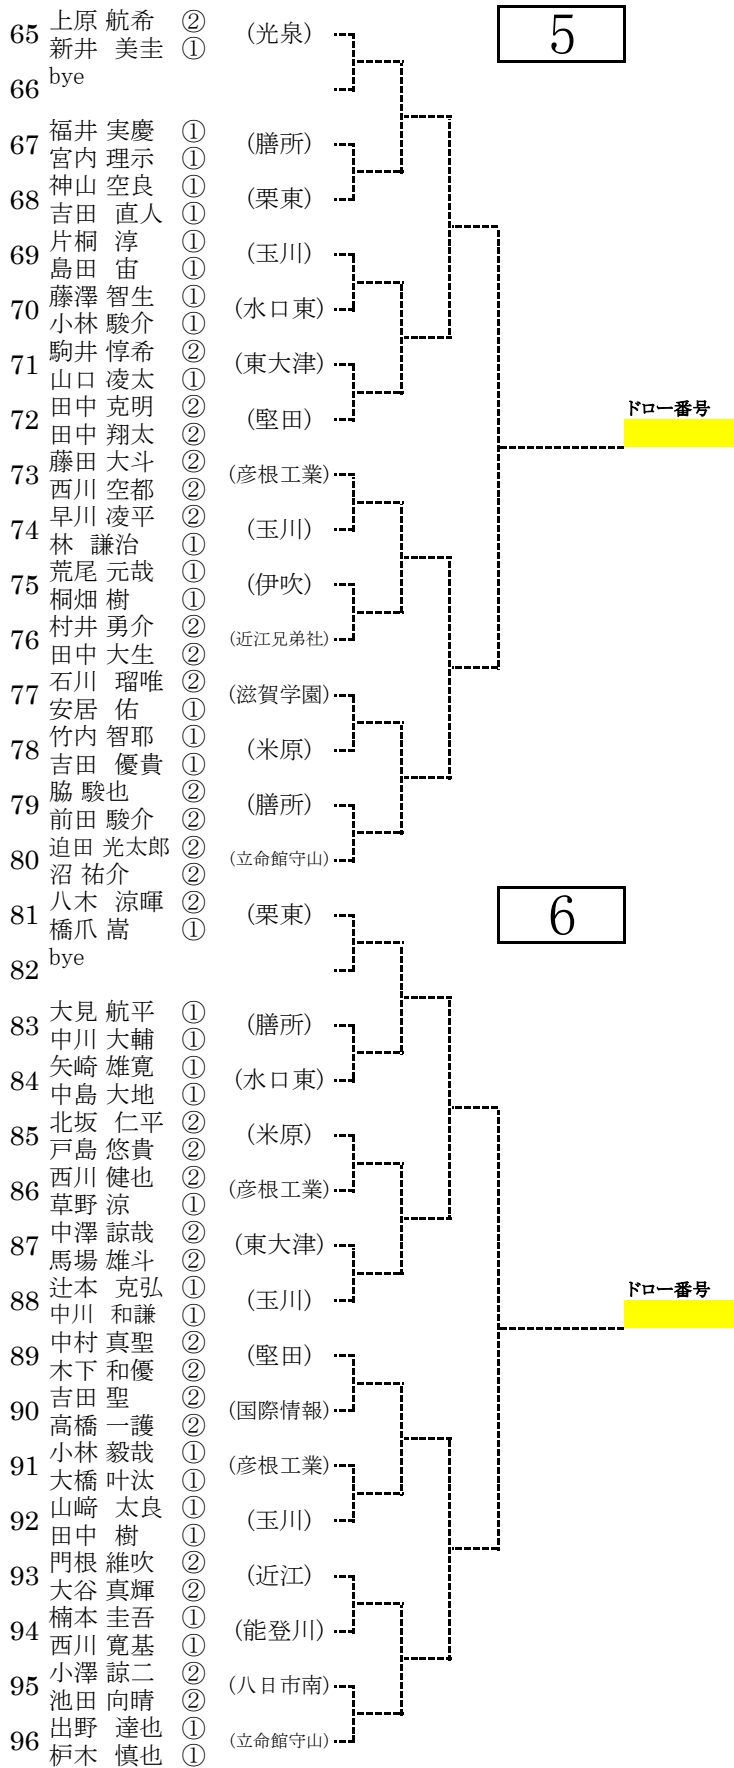 5
65 上原 航希 ② (光泉)
新井 美圭 ①
66 bye
67 福井 実慶 ① (膳所)
宮内 理示 ①
68 神山 空良 ① (栗東)
吉田 直人 ①
69 片桐 淳 ① (玉川)
島田 宙 ①
70 藤澤 智生 ① (水口東)
小林 駿介 ①
71 駒井 惇希 ② (東大津)
山口 凌太 ①
72 田中 克明 ② (堅田)
田中 翔太 ②
ドロー番号
73 藤田 大斗 ② (彦根工業)
西川 空都 ②
74 早川 凌平 ② (玉川)
林 謙治 ①
75 荒尾 元哉 ① (伊吹)
桐畑 樹 ①
76 村井 勇介 ② (近江兄弟社)
田中 大生 ②
77 石川 瑠唯 ② (滋賀学園)
安居 佑 ①
78 竹内 智耶 ① (米原)
吉田 優貴 ①
79 脇 駿也 ② (膳所)
前田 駿介 ②
80 迫田 光太郎 ② (立命館守山)
沼 祐介 ②
6
81 八木 涼暉 ② (栗東)
橋爪 嵩 ①
82 bye
83 大見 航平 ① (膳所)
中川 大輔 ①
84 矢崎 雄寛 ① (水口東)
中島 大地 ①
85 北坂 仁平 ② (米原)
戸島 悠貴 ②
86 西川 健也 ② (彦根工業)
草野 涼 ①
87 中澤 諒哉 ② (東大津)
馬場 雄斗 ②
88 辻本 克弘 ① (玉川)
中川 和謙 ①
ドロー番号
89 中村 真聖 ② (堅田)
木下 和優 ②
90 吉田 聖 ② (国際情報)
高橋 一護 ②
91 小林 毅哉 ① (彦根工業)
大橋 叶汰 ①
92 山﨑 太良 ① (玉川)
田中 樹 ①
93 門根 維吹 ② (近江)
大谷 真輝 ②
94 楠本 圭吾 ① (能登川)
西川 寛基 ①
95 小澤 諒二 ② (八日市南)
池田 向晴 ②
96 出野 達也 ① (立命館守山)
枦木 慎也 ①